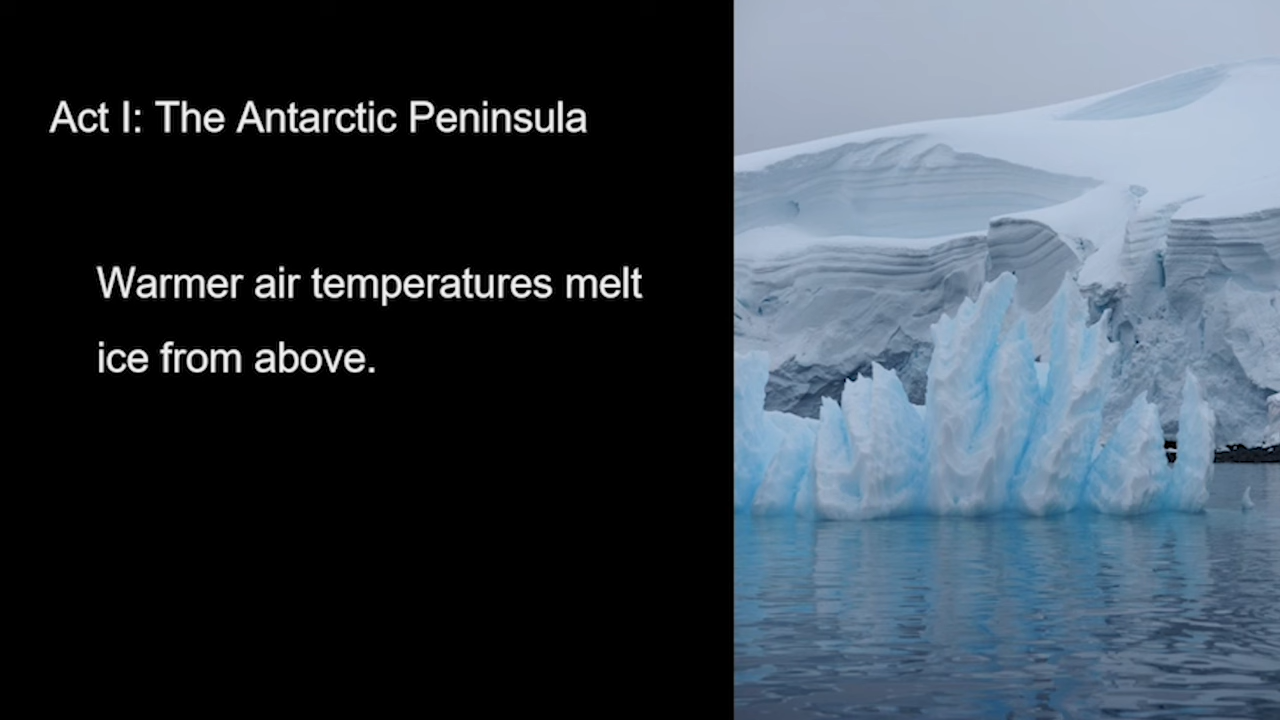 Act I: The Antarctic Peninsula
Warmer air temperatures melt
ice from above.